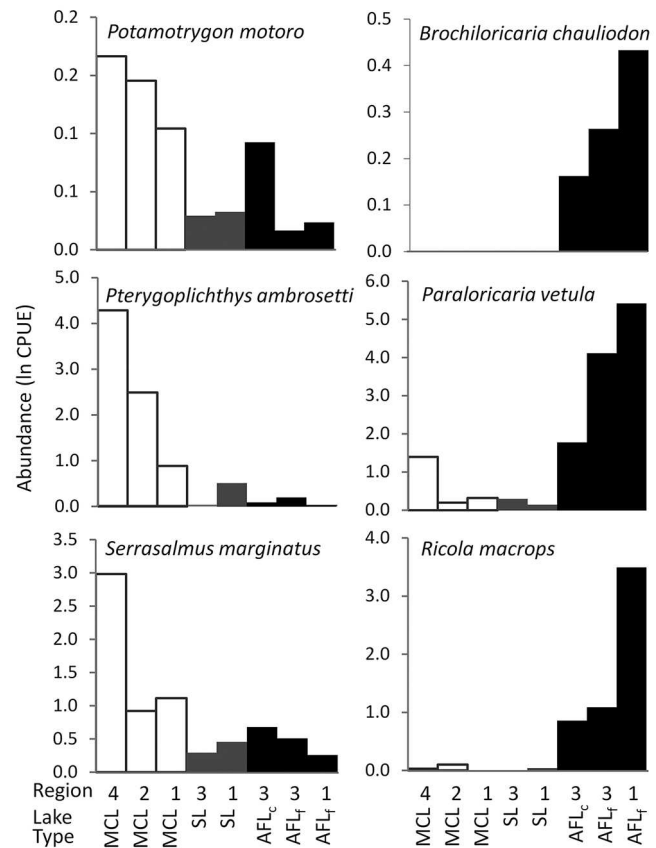 Potamotrygon motoro
0.2
0.2
0.1
0.1
0.0
Brochiloricaria chauliodon
0.5
0.4
0.3
0.2
0.1
0.0
Abundance (ln CPUE)
Pterygoplichthys ambrosetti
5.0
4.0
3.0
2.0
1.0
0.0
Paraloricaria vetula
6.0
5.0
4.0
3.0
2.0
1.0
0.0
Serrasalmus marginatus
3.5
3.0
2.5
2.0
1.5
1.0
0.5
0.0
Ricola macrops
4.0
3.0
2.0
1.0
0.0
Region 4 2 1 3 1 3 3 1
4 2 1 3 1 3 3 1
Lake
Type
MCL MCL MCL SL SL AFLc AFLf AFLf
MCL MCL MCL SL SL AFLc AFLf AFLf